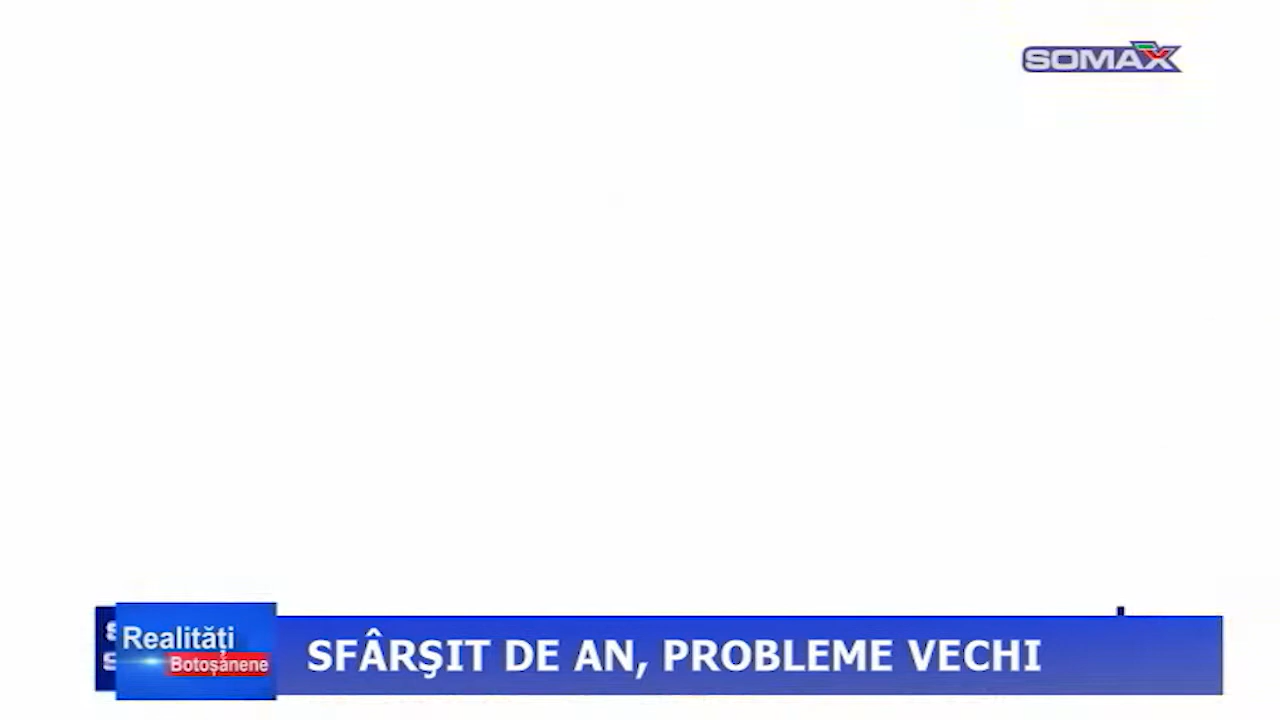 SOMAX
Realități
Botoșănene
SFÂRŞIT DE AN, PROBLEME VECHI